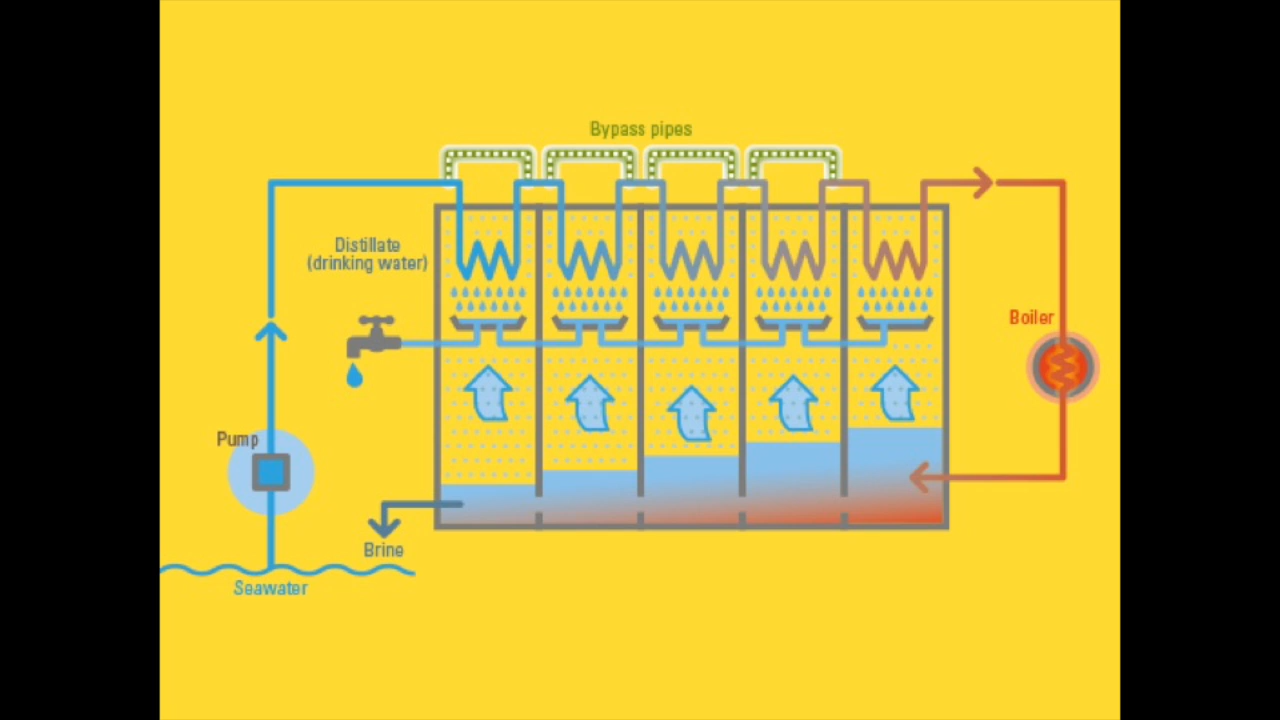 Bypass pipes
Distillate
(drinking water)
Boiler
Pump
Brine
Seawater